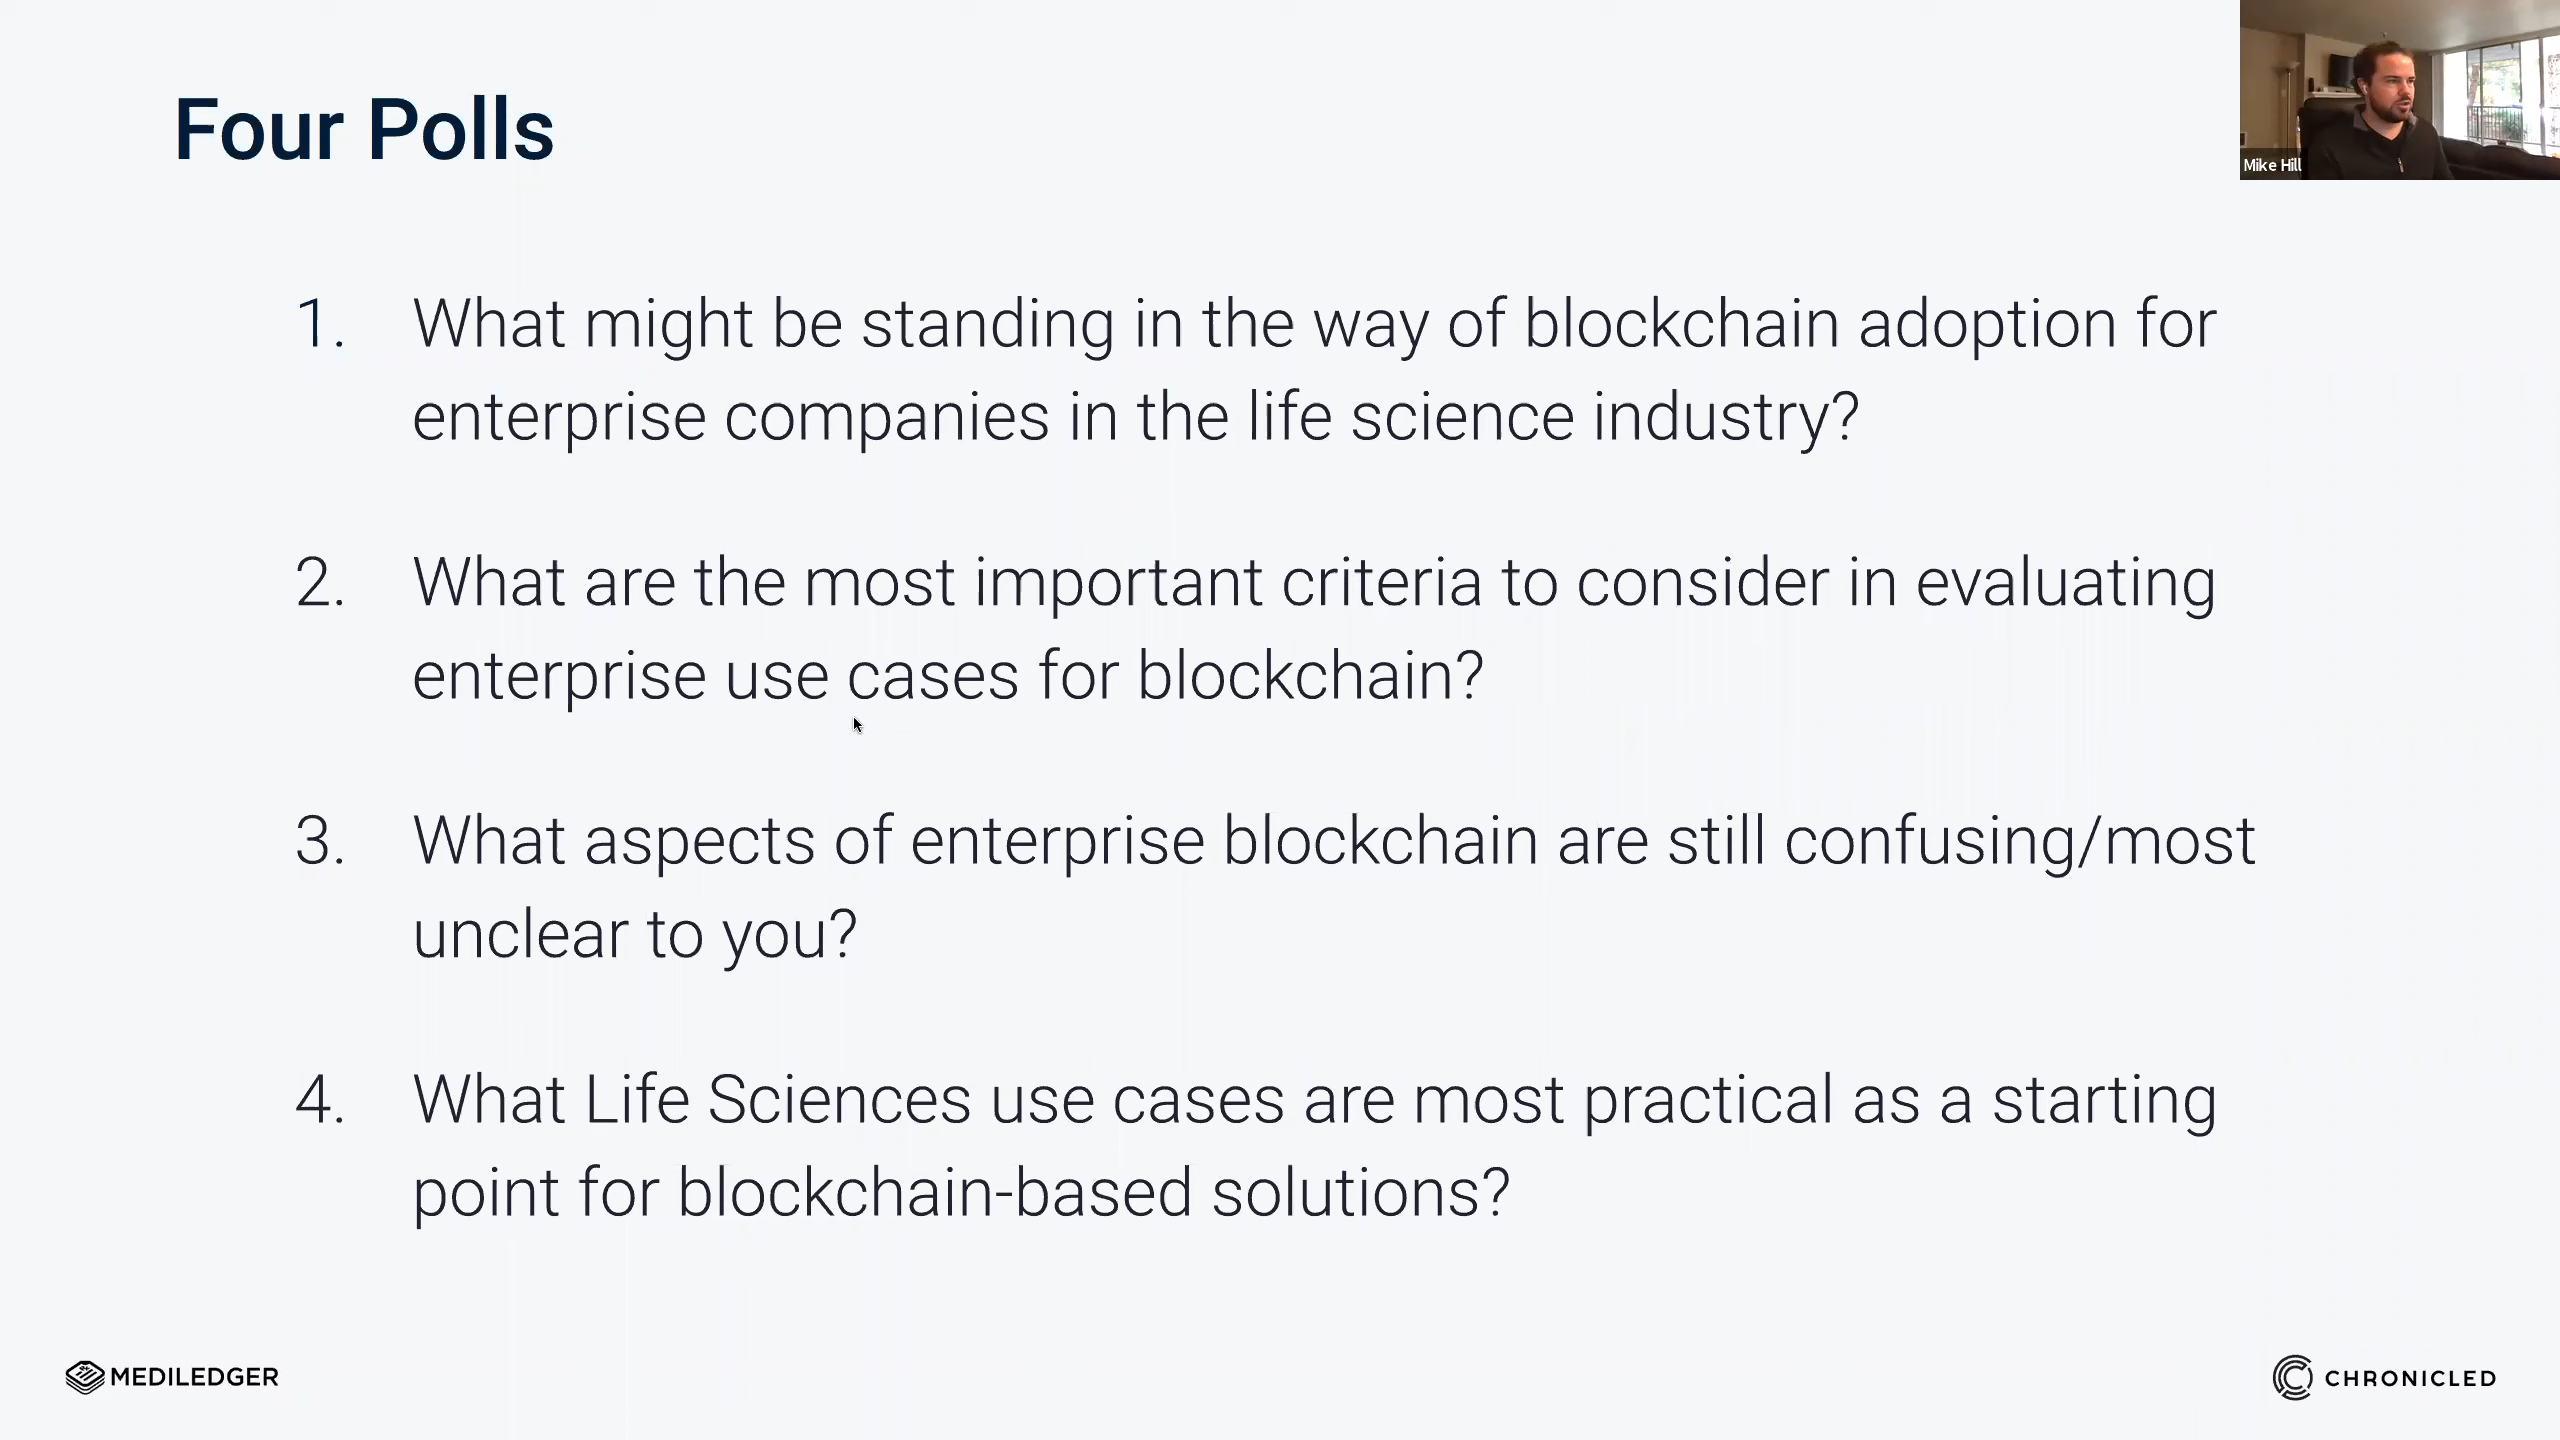 Four Polls
Mike Hill
1. What might be standing in the way of blockchain adoption for
enterprise companies in the life science industry?
2. What are the most important criteria to consider in evaluating
enterprise use cases for blockchain?
3. What aspects of enterprise blockchain are still confusing/most
unclear to you?
4. What Life Sciences use cases are most practical as a starting
point for blockchain-based solutions?
MEDILEDGER
CHRONICLED